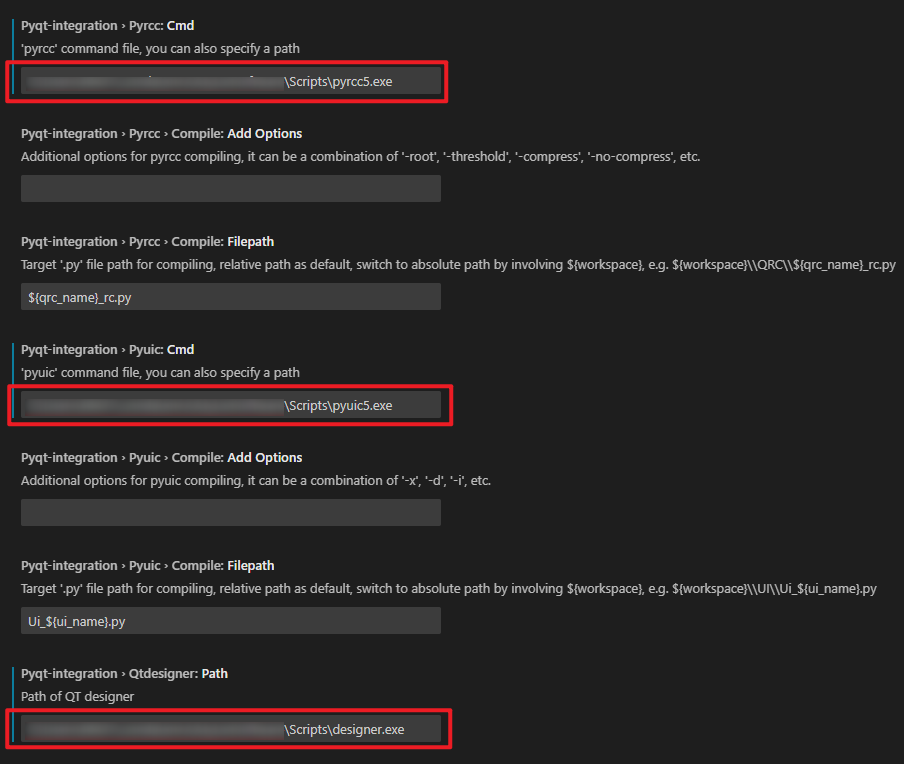 Pyqt-integration › Pyrcc: Cmd
'pyrcc' command file, you can also specify a path
\Scripts\pyrcc5.exe
Pyqt-integration › Pyrcc › Compile: Add Options
Additional options for pyrcc compiling, it can be a combination of '-root', '-threshold', '-compress', '-no-compress', etc.
Pyqt-integration › Pyrcc › Compile: Filepath
Target '.py' file path for compiling, relative path as default, switch to absolute path by involving ${workspace}, e.g. ${workspace}\\QRC\\${qrc_name}_rc.py
${qrc_name}_rc.py
Pyqt-integration › Pyuic: Cmd
'pyuic' command file, you can also specify a path
\Scripts\pyuic5.exe
Pyqt-integration › Pyuic › Compile: Add Options
Additional options for pyuic compiling, it can be a combination of '-x', '-d', '-i', etc.
Pyqt-integration › Pyuic › Compile: Filepath
Target '.py' file path for compiling, relative path as default, switch to absolute path by involving ${workspace}, e.g. ${workspace}\\UI\\Ui_${ui_name}.py
Ui_${ui_name}.py
Pyqt-integration › Qtdesigner: Path
Path of QT designer
\Scripts\designer.exe